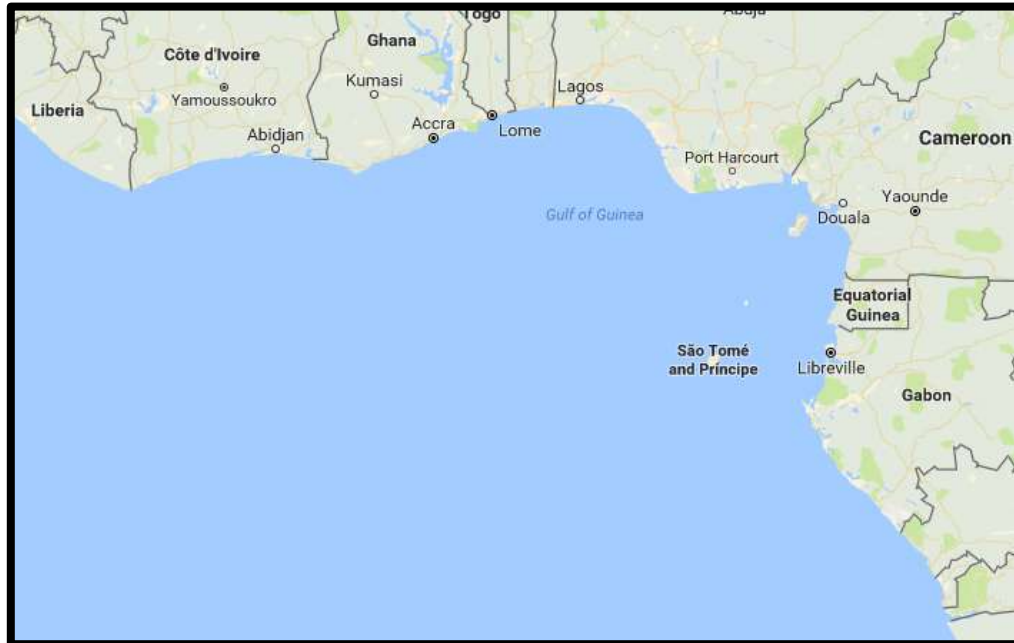 Togo
Abuja
Côte d'Ivoire
Ghana
Kumasi
Yamoussoukro
Lagos
Liberia
Accra
Lome
Abidjan
Cameroon
Port Harcourt
Yaounde
Douala
Gulf of Guinea
Equatorial
Guinea
São Tomé
and Príncipe
Libreville
Gabon